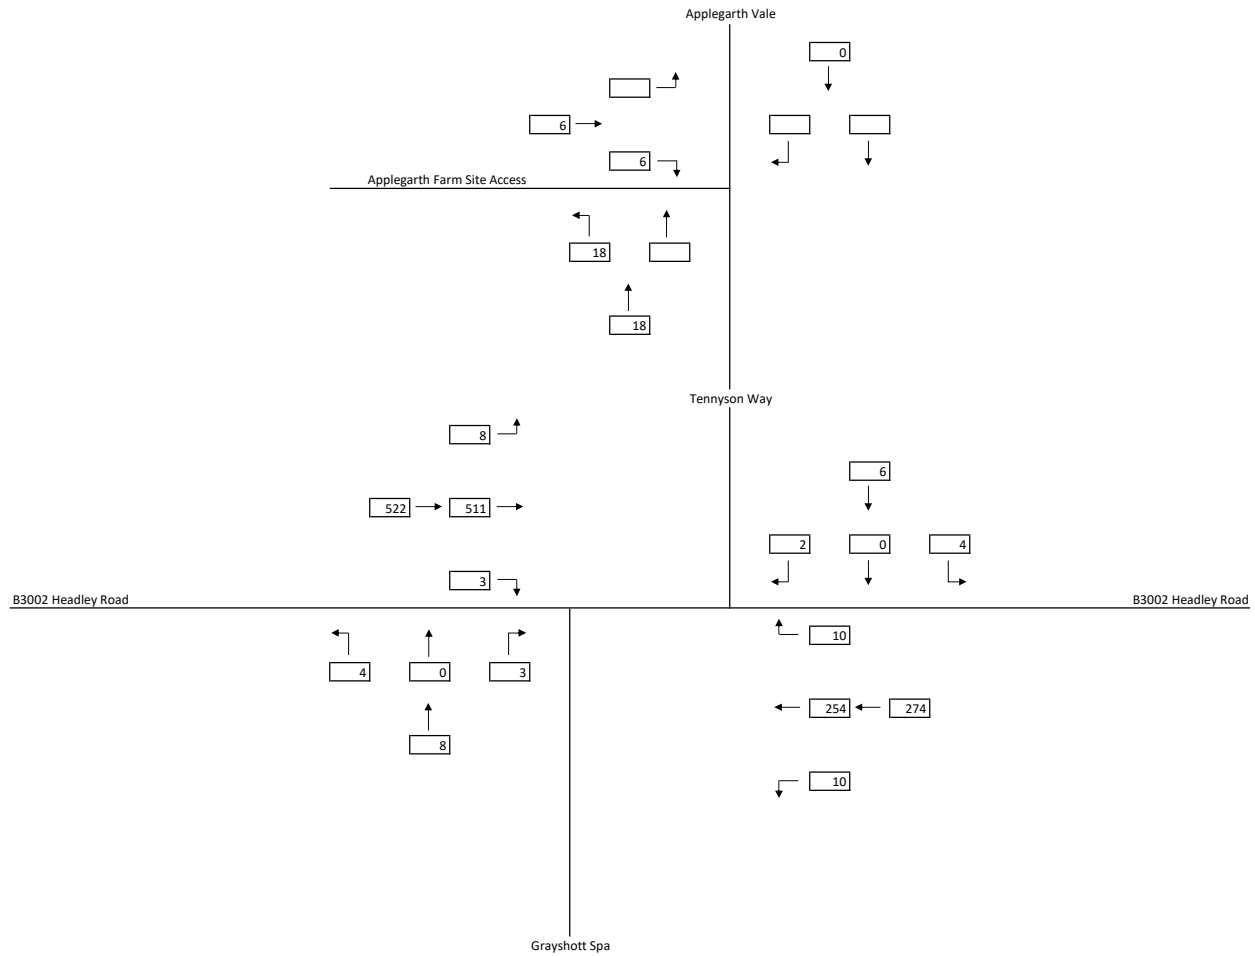 Applegarth Vale
0
6
6
Applegarth Farm Site Access
18
18
Tennyson Way
8
6
522 511
2 0 4
3
B3002 Headley Road B3002 Headley Road
10
4 0 3
254 274
8
10
Grayshott Spa